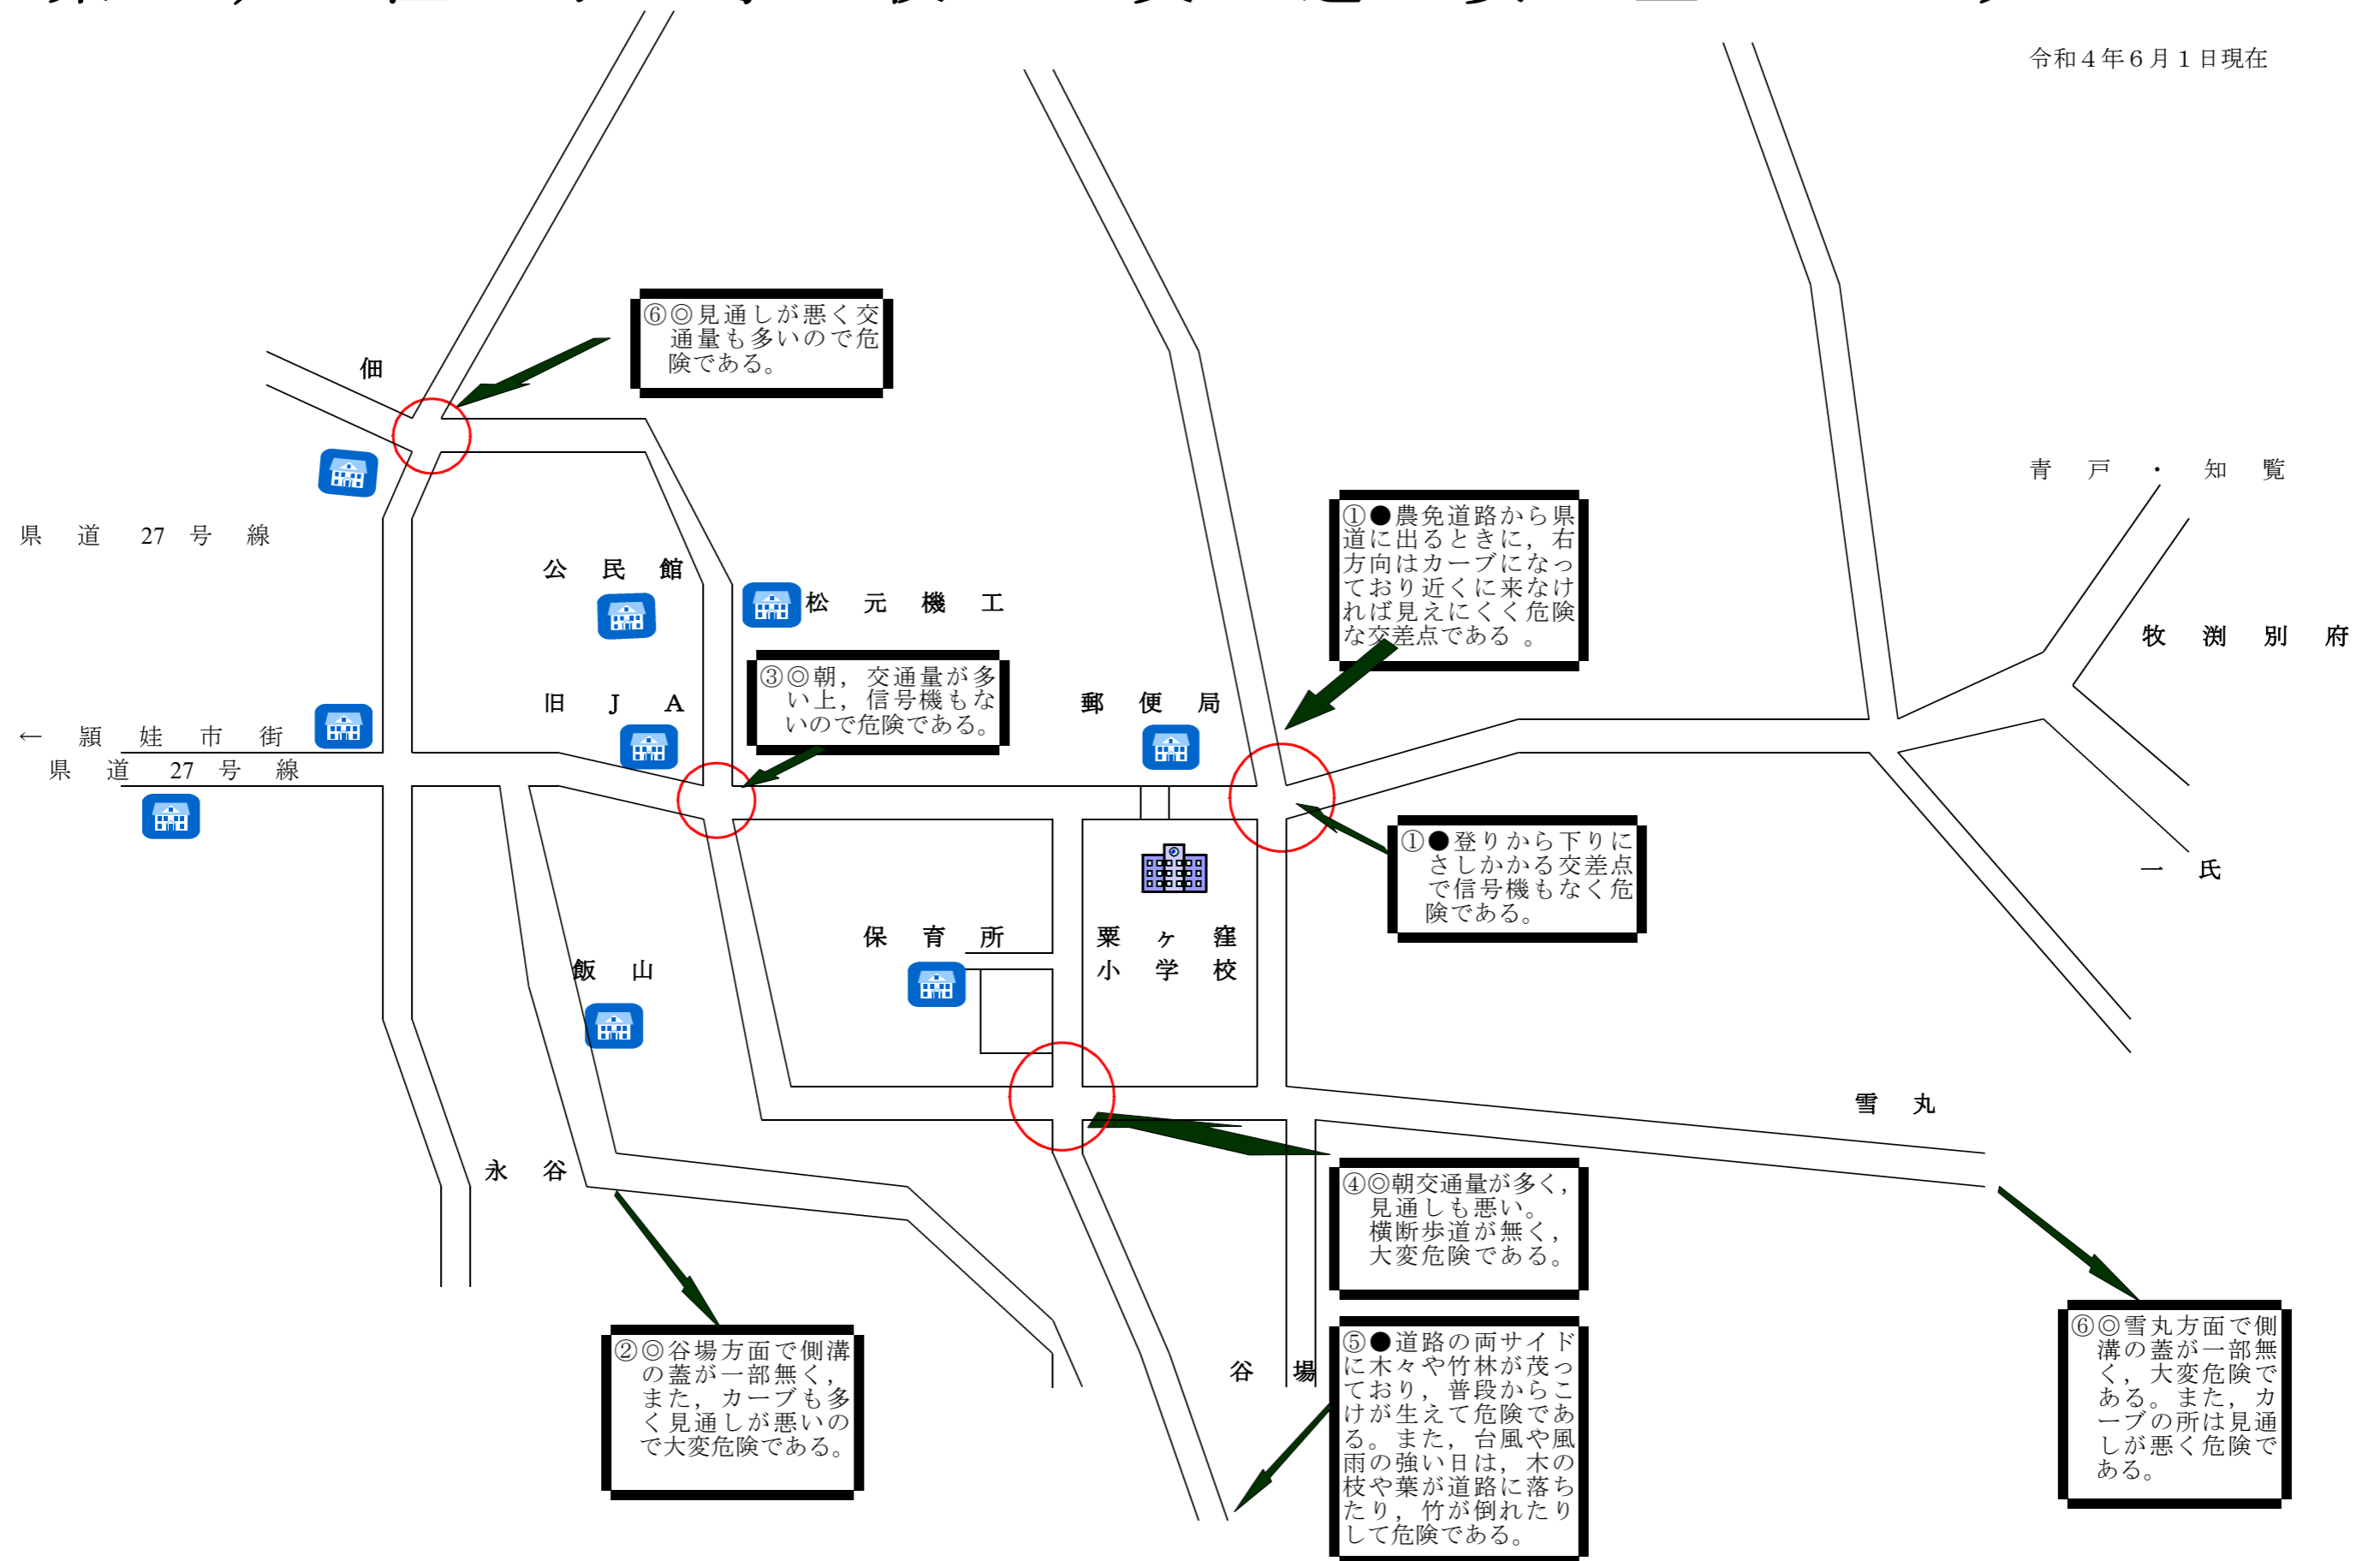 令和４年６月１日現在
⑥◎見通しが悪く交
通量も多いので危
険である。
佃
青戸・知覧
県道27号線
①●農免道路から県
道に出るときに，右
方向はカーブになっ
ており近くに来なけ
れば見えにくく危険
な交差点である 。
公民館
松元機工
牧渕別府
③◎朝，交通量が多
い上，信号機もな
いので危険である。
旧ＪＡ
郵便局
← 頴娃市街
県道27号線
①●登りから下りに
さしかかる交差点
で信号機もなく危
険である。
一氏
保育所
粟ヶ窪
小学校
飯山
雪丸
永谷
④◎朝交通量が多く，
見通しも悪い。
横断歩道が無く，
大変危険である。
谷場
②◎谷場方面で側溝
の蓋が一部無く，
また，カーブも多
く見通しが悪いの
で大変危険である。
⑤●道路の両サイド
に木々や竹林が茂っ
ており，普段からこ
けが生えて危険であ
る。また，台風や風
雨の強い日は，木の
枝や葉が道路に落ち
たり，竹が倒れたり
して危険である。
⑥◎雪丸方面で側
溝の蓋が一部無
く，大変危険で
ある。また，カ
ーブの所は見通
しが悪く危険で
ある。